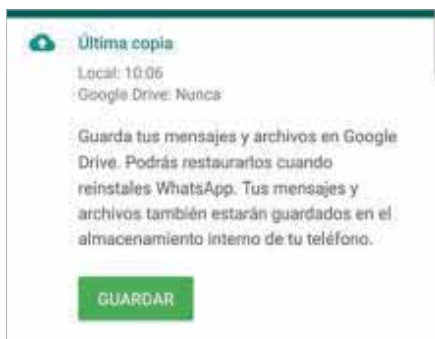 Última copia
Local: 10:06
Google Drive: Nunca
Guarda tus mensajes y archivos en Google
Drive. Podrás restaurarlos cuando
reinstales WhatsApp. Tus mensajes y
archivos también estarán guardados en el
almacenamiento interno de tu teléfono.
GUARDAR